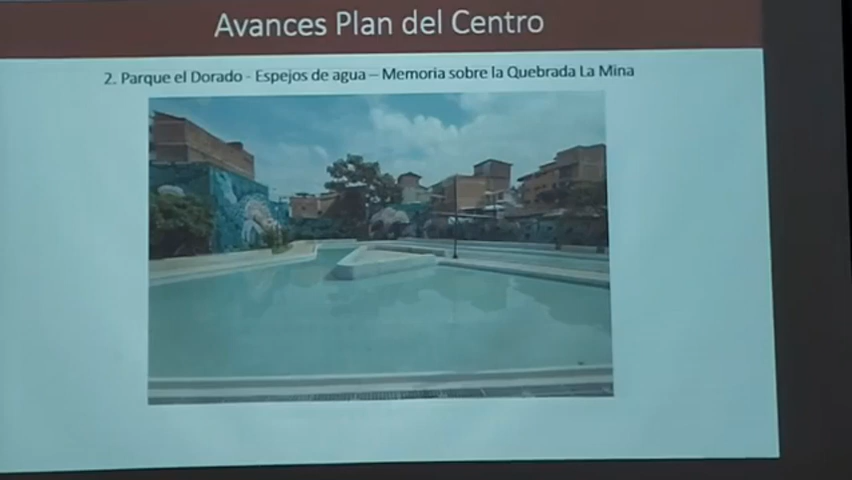 Avances Plan del Centro
2. Parque el Dorado - Espejos de agua – Memoria sobre la Quebrada La Mina